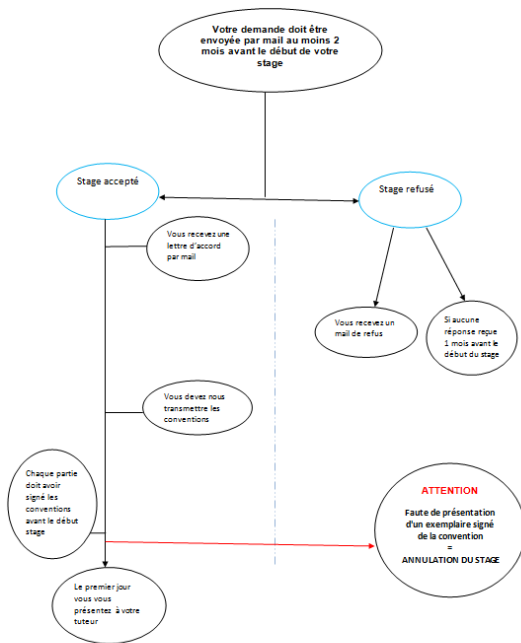 Votre demande doit être
envoyée par mail au moins 2
mois avant le début de votre
stage
Stage accepté
Stage refusé
Vous recevez une
lettre d'accord
par mail
Vous recevez un
mail de refus
Si aucune
réponse reçue
1 mois avant le
début du stage
Vous devez nous
transmettre les
conventions
Chaque partie
doit avoir
signé les
conventions
avant le début
stage
ATTENTION
Faute de présentation
d'un exemplaire signé
de la convention
=
ANNULATION DU STAGE
Le premier jour
vous vous
présentez à votre
tuteur